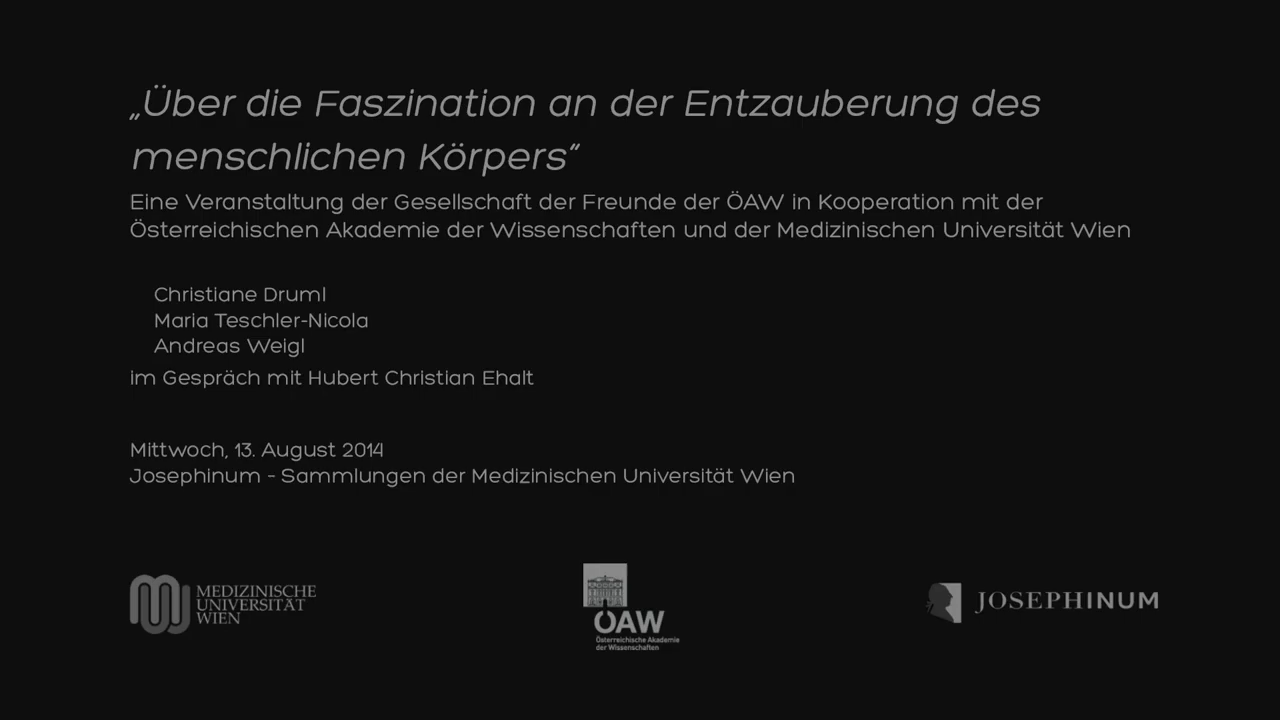 „Über die Faszination an der Entzauberung des
menschlichen Körpers“
Eine Veranstaltung der Gesellschaft der Freunde der ÖAW in Kooperation mit der
Österreichischen Akademie der Wissenschaften und der Medizinischen Universität Wien
Christiane Druml
Maria Teschler-Nicola
Andreas Weigl
im Gespräch mit Hubert Christian Ehalt
Mittwoch, 13. August 2014
Josephinum - Sammlungen der Medizinischen Universität Wien
MEDIZINISCHE
UNIVERSITÄT
WIEN
ÖAW
Österreichische Akademie
der Wissenschaften
JOSEPHINUM